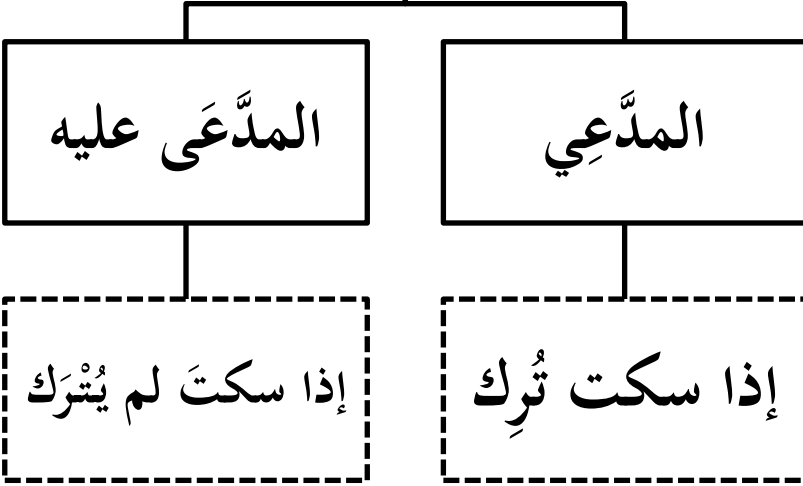 المدَّعِي
المدَّعَى عليه
إذا سكت تُرِك
إذا سكتَ لم يُتْرَك